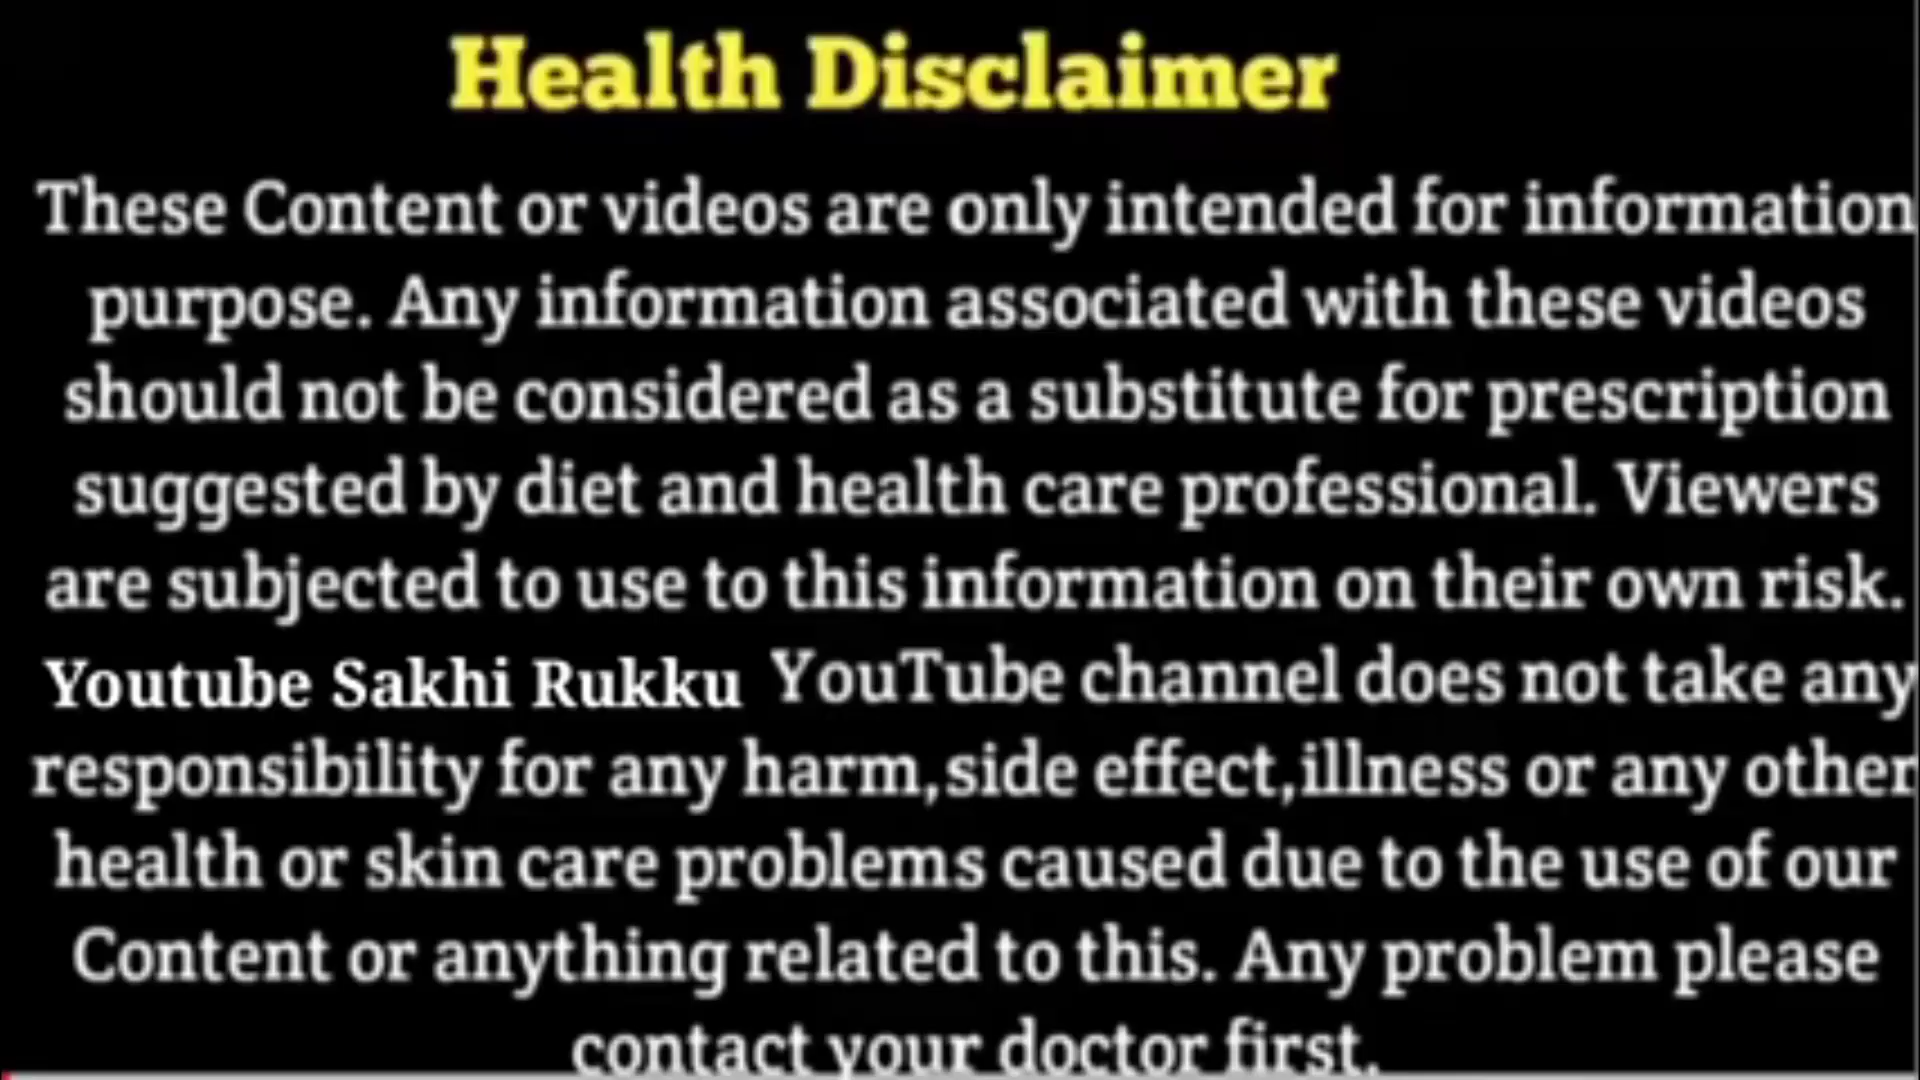 Health Disclaimer
These Content or videos are only intended for information
purpose. Any information associated with these videos
should not be considered as a substitute for prescription
suggested by diet and health care professional. Viewers
are subjected to use to this information on their own risk.
Youtube Sakhi Rukku YouTube channel does not take any
responsibility for any harm,side effect,illness or any other
health or skin care problems caused due to the use of our
Content or anything related to this. Any problem please
contact your doctor first.